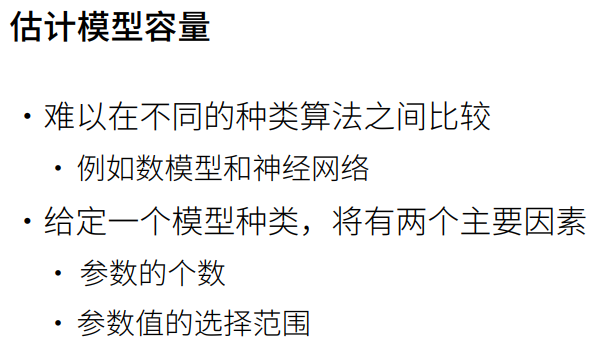 估计模型容量
• 难以在不同的种类算法之间比较
• 例如数模型和神经网络
• 给定一个模型种类，将有两个主要因素
• 参数的个数
• 参数值的选择范围